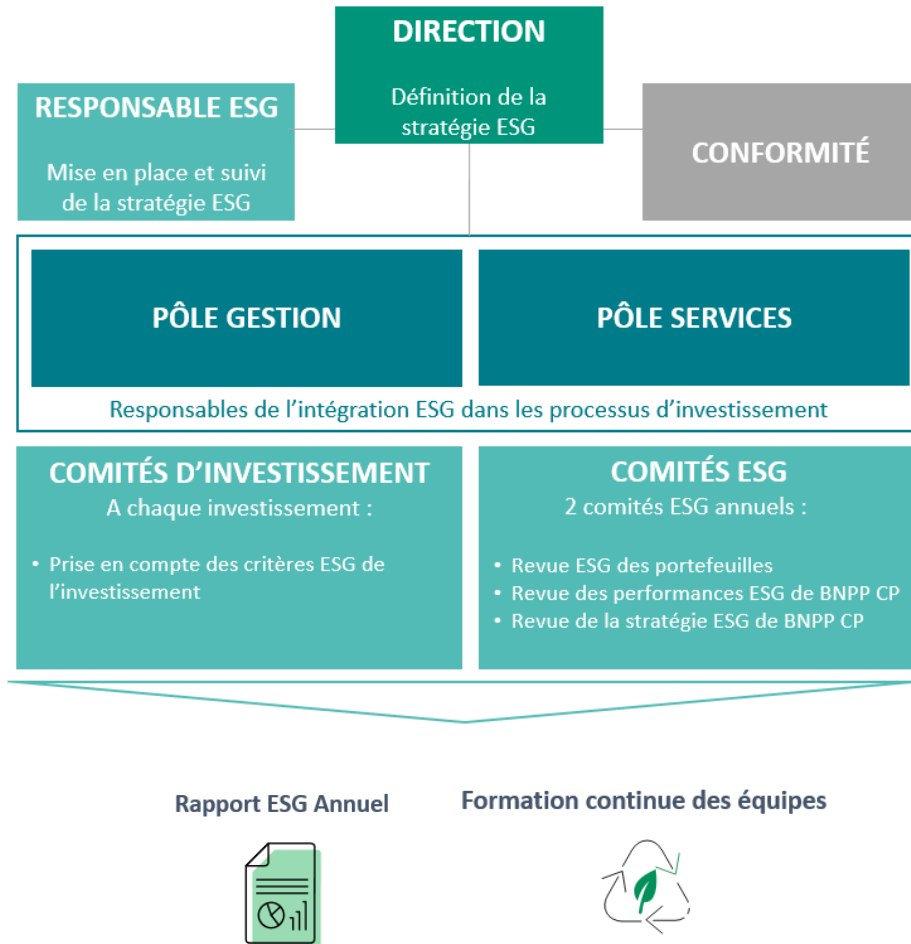 DIRECTION
Définition de la
stratégie ESG
RESPONSABLE ESG
Mise en place et suivi
de la stratégie ESG
CONFORMITÉ
PÔLE GESTION
PÔLE SERVICES
Responsables de l'intégration ESG dans les processus d'investissement
COMITÉS D'INVESTISSEMENT
A chaque investissement :
• Prise en compte des critères ESG de
l'investissement
COMITÉS ESG
2 comités ESG annuels :
• Revue ESG des portefeuilles
• Revue des performances ESG de BNPP CP
• Revue de la stratégie ESG de BNPP CP
Rapport ESG Annuel
Formation continue des équipes